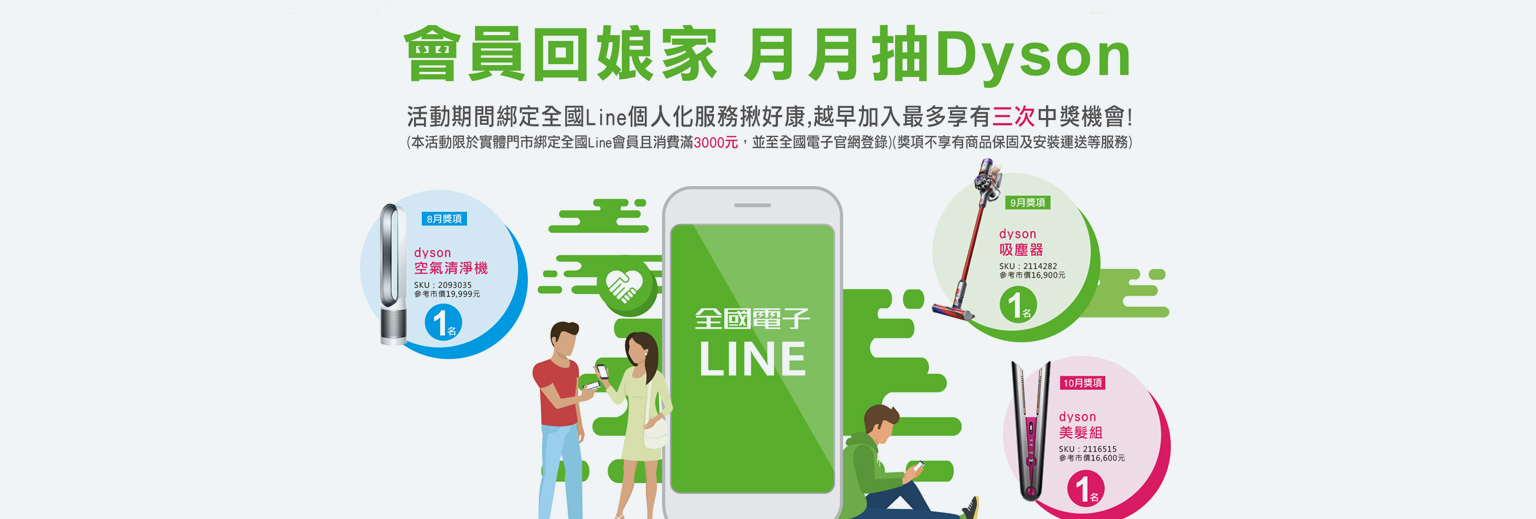 會員回娘家 月月抽Dyson
活動期間綁定全國Line個人化服務揪好康,越早加入最多享有三次中獎機會!
(本活動限於實體門市綁定全國Line會員且消費滿3000元，並至全國電子官網登錄)(獎項不享有商品保固及安裝運送等服務)
8月獎項
dyson
空氣清淨機
SKU：2093035
參考市價19,999元
1名
全國電子
LINE
9月獎項
dyson
吸塵器
SKU：2114282
參考市價16,900元
1名
10月獎項
dyson
美髮組
SKU：2116515
參考市價16,600元
1名